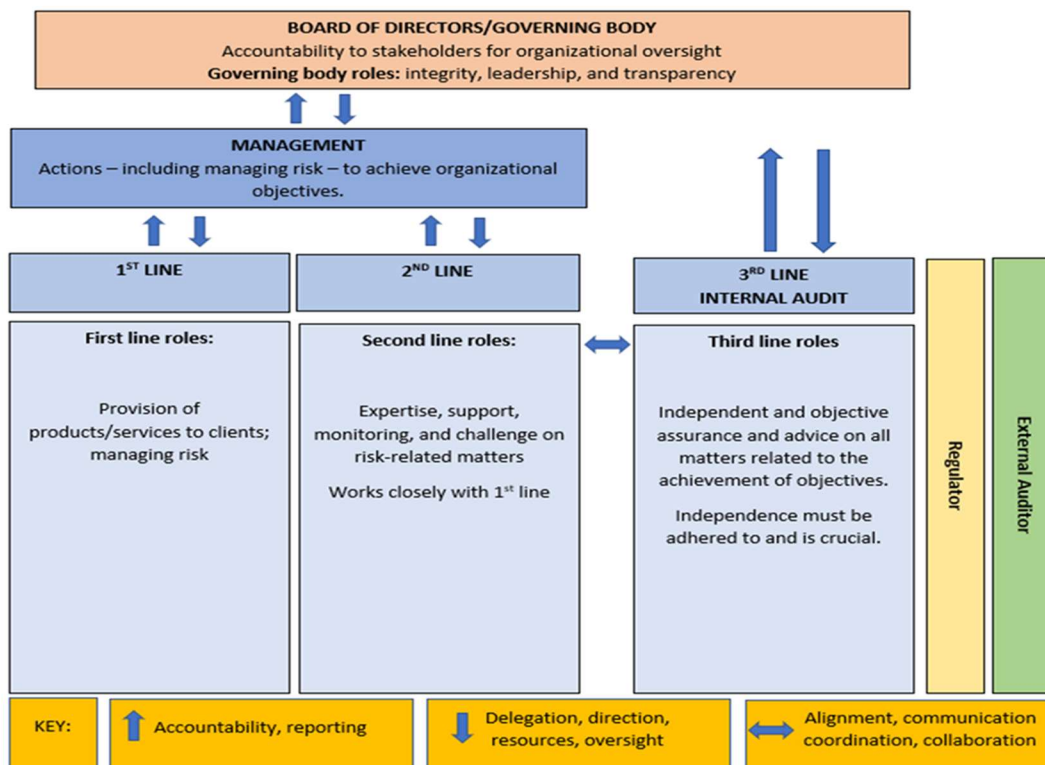 BOARD OF DIRECTORS/GOVERNING BODY
Accountability to stakeholders for organizational oversight
Governing body roles: integrity, leadership, and transparency
MANAGEMENT
Actions – including managing risk – to achieve organizational
objectives.
1ST LINE
2ND LINE
3RD LINE
INTERNAL AUDIT
First line roles:
Provision of
products/services to clients;
managing risk
Second line roles:
Expertise, support,
monitoring, and challenge on
risk-related matters
Works closely with 1st line
Third line roles
Independent and objective
assurance and advice on all
matters related to the
achievement of objectives.
Independence must be
adhered to and is crucial.
Regulator
External Auditor
KEY:
Accountability, reporting
Delegation, direction,
resources, oversight
Alignment, communication
coordination, collaboration